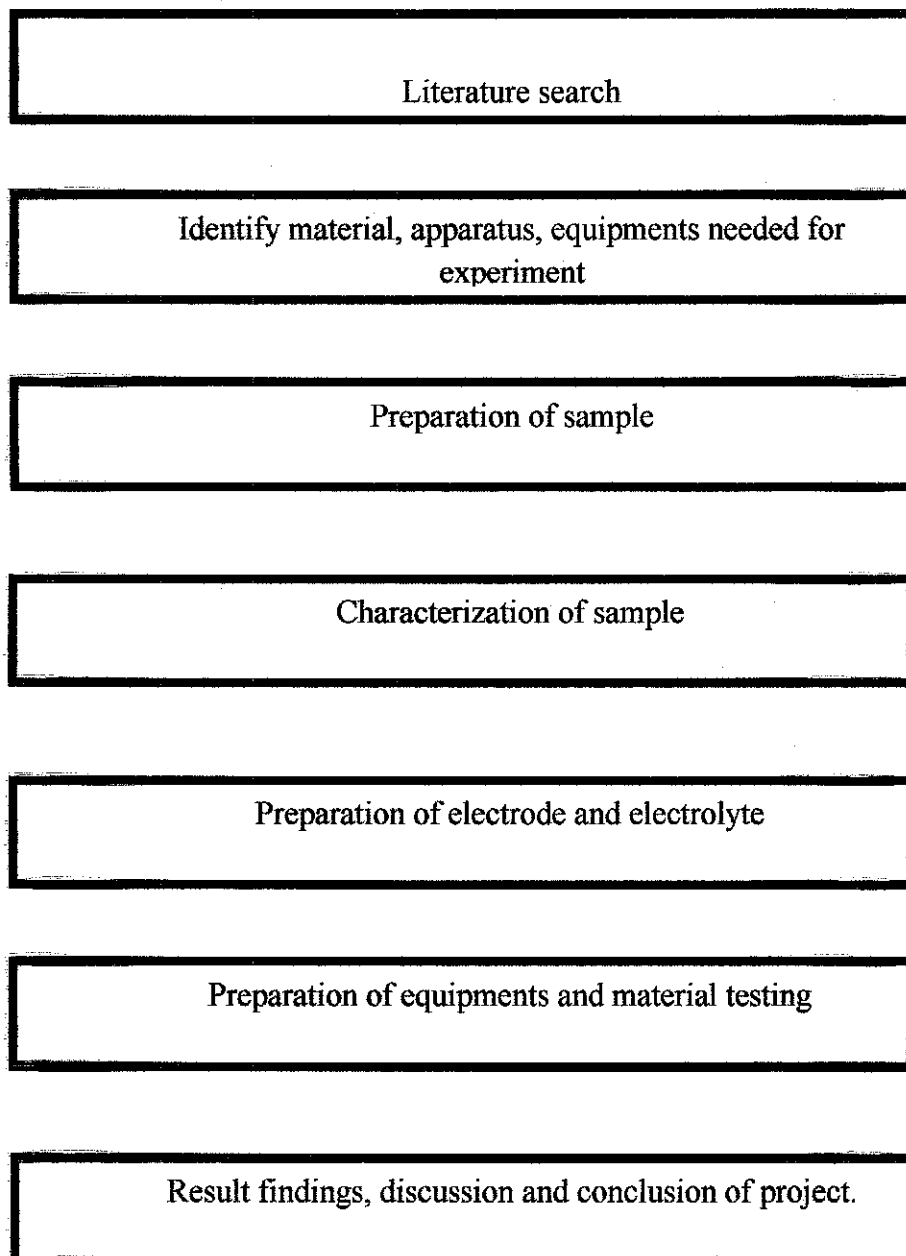 Literature search
Identify material, apparatus, equipments needed for
experiment
Preparation of sample
Characterization of sample
Preparation of electrode and electrolyte
Preparation of equipments and material testing
Result findings, discussion and conclusion of project.